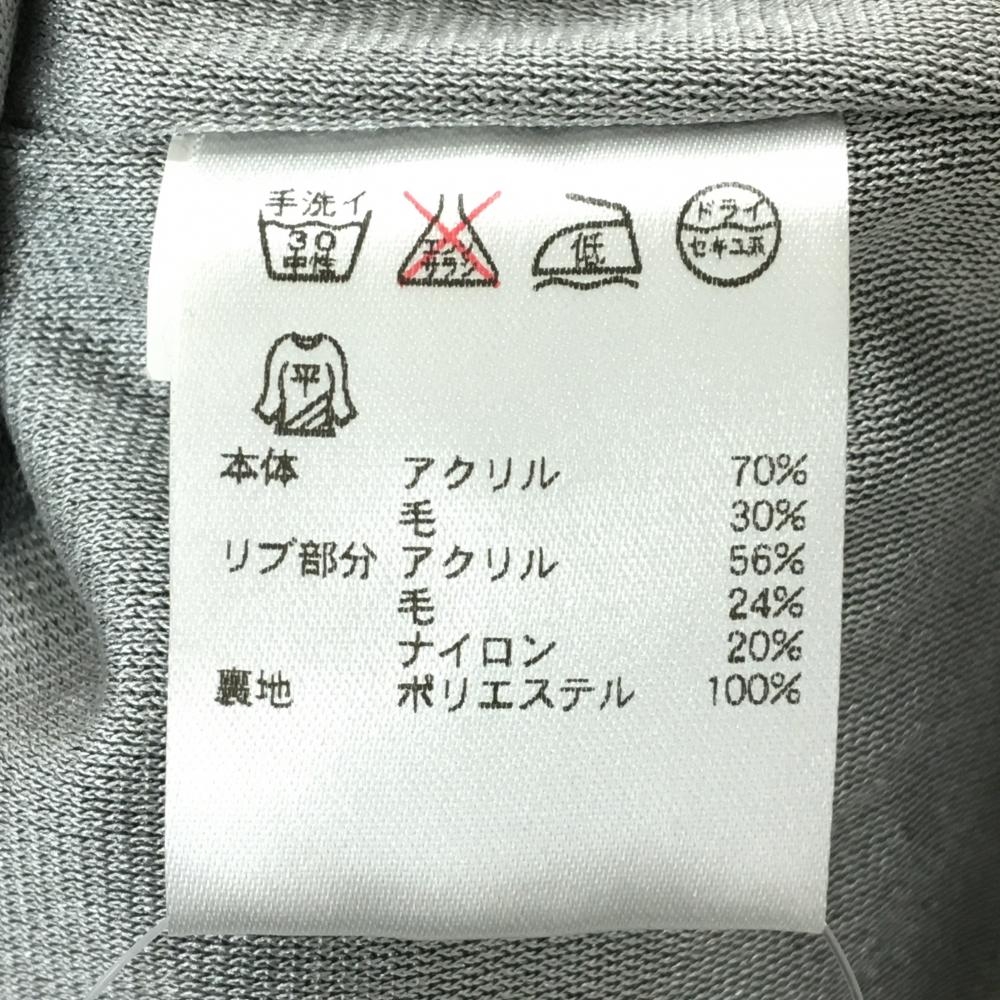 手洗イ
30
中性
エンソ
サラシ
低
ドライ
セキユ系
平
本体 アクリル 70%
毛 30%
リブ部分 アクリル 56%
毛 24%
ナイロン 20%
裏地 ポリエステル 100%